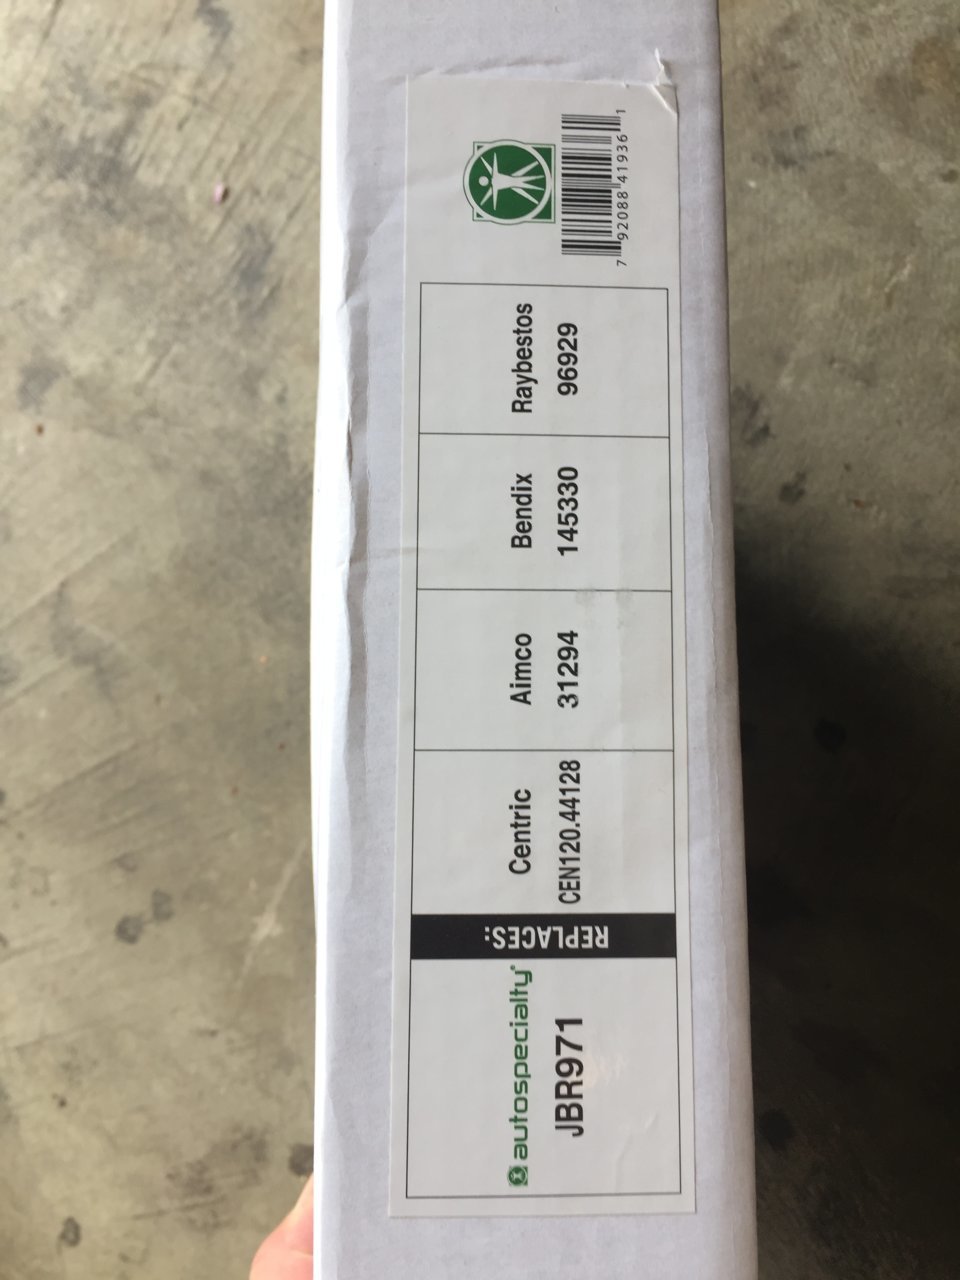 autospecialty®
JBR971
REPLACES:
Centric
CEN120.44128
Aimco
31294
Bendix
145330
Raybestos
96929
7 92088 41936 1